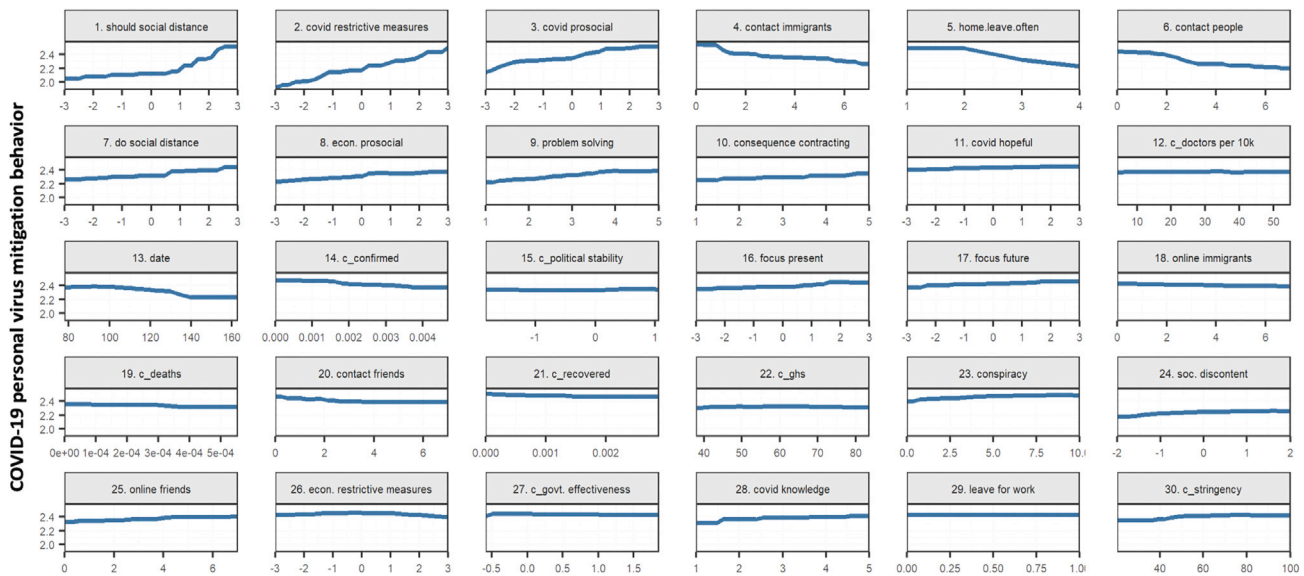 COVID-19 personal virus mitigation behavior
1. should social distance
2. covid restrictive measures
3. covid prosocial
4. contact immigrants
5. home.leave.often
6. contact people
2.4
2.2
2.0
-3 -2 -1 0 1 2 3
-3 -2 -1 0 1 2 3
-3 -2 -1 0 1 2 3
0 2 4 6
1 2 3 4
0 2 4 6
7. do social distance
8. econ. prosocial
9. problem solving
10. consequence contracting
11. covid hopeful
12. c_doctors per 10k
2.4
2.2
2.0
-3 -2 -1 0 1 2 3
-3 -2 -1 0 1 2 3
1 2 3 4 5
1 2 3 4 5
-3 -2 -1 0 1 2 3
10 20 30 40 50
13. date
14. c_confirmed
15. c_political stability
16. focus present
17. focus future
18. online immigrants
2.4
2.2
2.0
80 100 120 140 160
0.000 0.001 0.002 0.003 0.004
-1 0 1
-3 -2 -1 0 1 2 3
-3 -2 -1 0 1 2 3
0 2 4 6
19. c_deaths
20. contact friends
21. c_recovered
22. c_ghs
23. conspiracy
24. soc. discontent
2.4
2.2
2.0
0e+00 1e-04 2e-04 3e-04 4e-04 5e-04
0 2 4 6
0.000 0.001 0.002
40 50 60 70 80
0.0 2.5 5.0 7.5 10.0
-2 -1 0 1 2
25. online friends
26. econ. restrictive measures
27. c_govt. effectiveness
28. covid knowledge
29. leave for work
30. c_stringency
2.4
2.2
2.0
0 2 4 6
-3 -2 -1 0 1 2 3
-0.5 0.0 0.5 1.0 1.5
1 2 3 4 5
0.00 0.25 0.50 0.75 1.00
40 60 80 100